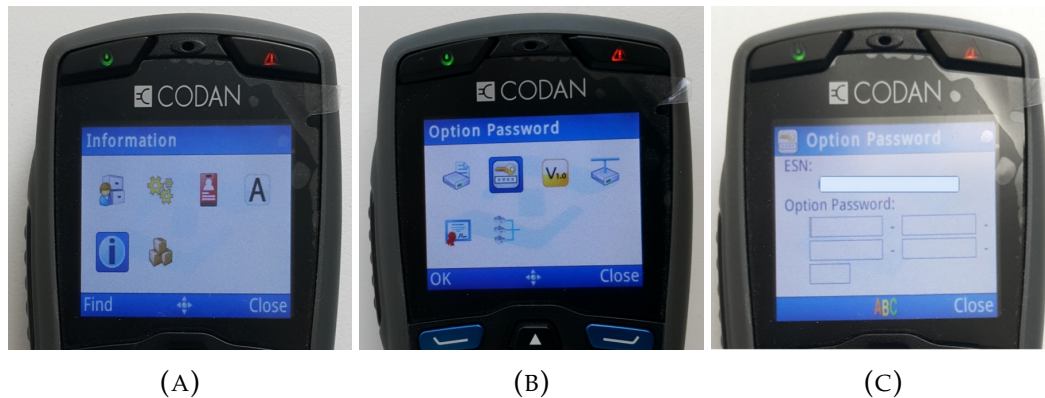 CODAN
Information
A
Find
Close
(A)
CODAN
Option Password
V1.0
OK
Close
(B)
CODAN
Option Password
ESN:
Option Password:
-
-
-
-
ABC
Close
(C)